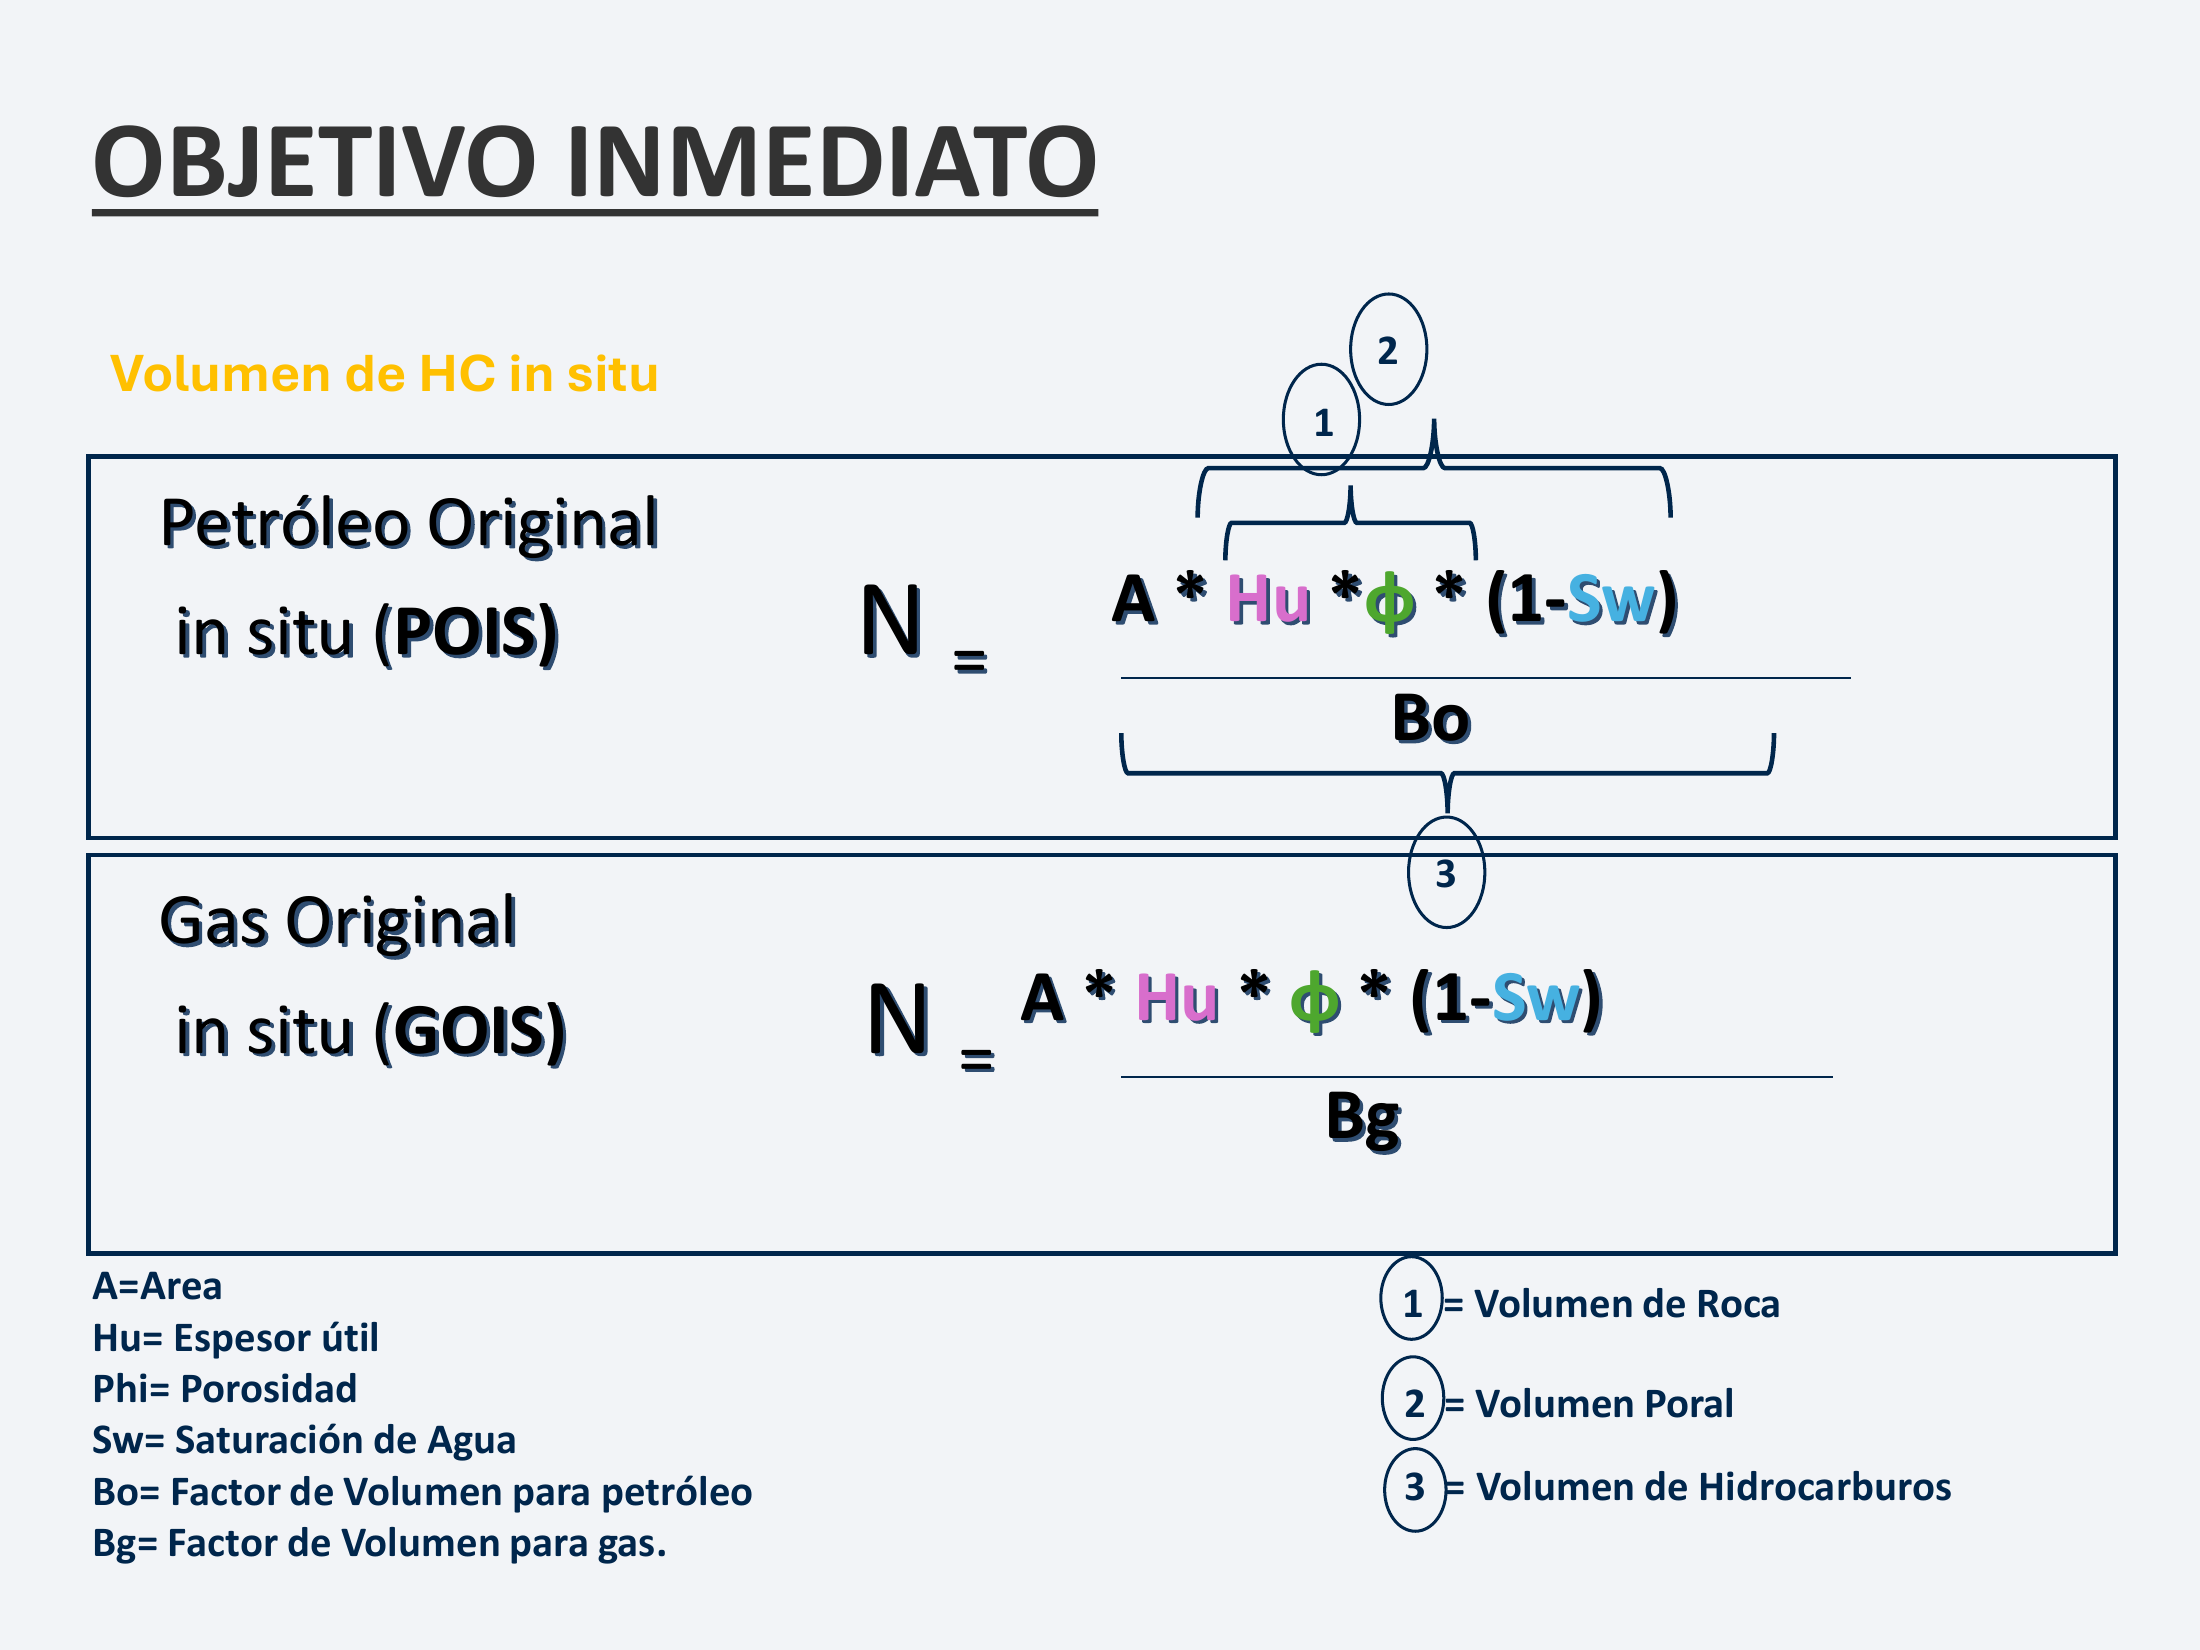 OBJETIVO INMEDIATO
Volumen de HC in situ
2
1
Petróleo Original
in situ (POIS)
N =
A * Hu *ϕ * (1-Sw)
Bo
3
Gas Original
in situ (GOIS)
N =
A * Hu * ϕ * (1-Sw)
Bg
A=Area
Hu= Espesor útil
Phi= Porosidad
Sw= Saturación de Agua
Bo= Factor de Volumen para petróleo
Bg= Factor de Volumen para gas.
1 = Volumen de Roca
2 = Volumen Poral
3 = Volumen de Hidrocarburos